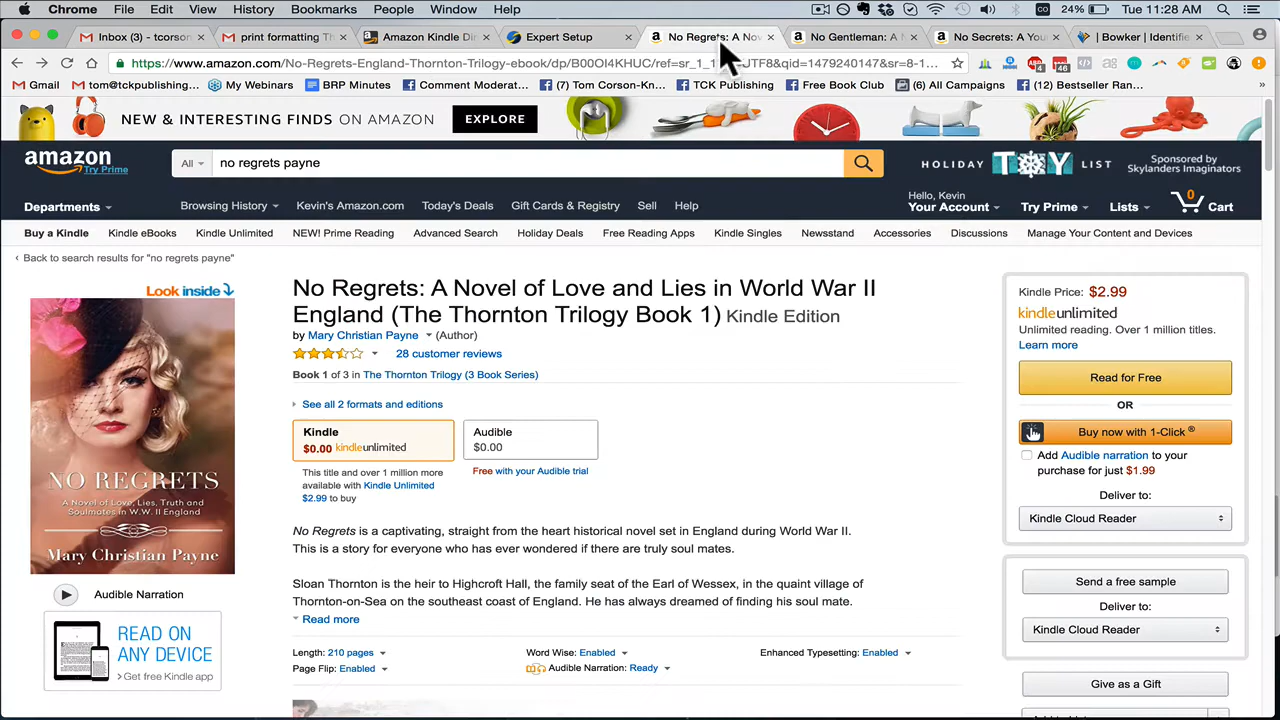 Chrome File Edit View History Bookmarks People Window Help 24% Tue 11:28 AM
Inbox (3) - tcorson print formatting Th Amazon Kindle Di Expert Setup No Regrets: A Nov No Gentleman: A N No Secrets: A You | Bowker | Identifie
https://www.amazon.com/No-Regrets-England-Thornton-Trilogy-ebook/dp/B00OI4KHUC/ref=sr_1_1 UTF8&qid=1479240147&sr=8-1...
Gmail tom@tckpublishing... My Webinars BRP Minutes Comment Moderat... (7) Tom Corson-Kn... TCK Publishing Free Book Club (6) All Campaigns (12) Bestseller Ran... »
NEW & INTERESTING FINDS ON AMAZON EXPLORE
amazon
Try Prime
All no regrets payne
HOLIDAY TOY LIST
Sponsored by
Skylanders Imaginators
Departments Browsing History Kevin's Amazon.com Today's Deals Gift Cards & Registry Sell Help
Hello, Kevin
Your Account Try Prime Lists 0 Cart
Buy a Kindle Kindle eBooks Kindle Unlimited NEW! Prime Reading Advanced Search Holiday Deals Free Reading Apps Kindle Singles Newsstand Accessories Discussions Manage Your Content and Devices
‹ Back to search results for "no regrets payne"
Look inside
NO REGRETS
A Novel of Love, Lies, Truth and
Soulmates in W.W. II England
Mary Christian Payne
Audible Narration
READ ON
ANY DEVICE
› Get free Kindle app
No Regrets: A Novel of Love and Lies in World War II
England (The Thornton Trilogy Book 1) Kindle Edition
by Mary Christian Payne (Author)
28 customer reviews
Book 1 of 3 in The Thornton Trilogy (3 Book Series)
See all 2 formats and editions
Kindle
$0.00 kindleunlimited
Audible
$0.00
This title and over 1 million more
available with Kindle Unlimited
$2.99 to buy
Free with your Audible trial
No Regrets is a captivating, straight from the heart historical novel set in England during World War II.
This is a story for everyone who has ever wondered if there are truly soul mates.
Sloan Thornton is the heir to Highcroft Hall, the family seat of the Earl of Wessex, in the quaint village of
Thornton-on-Sea on the southeast coast of England. He has always dreamed of finding his soul mate.
Read more
Length: 210 pages Word Wise: Enabled Enhanced Typesetting: Enabled
Page Flip: Enabled Audible Narration: Ready
Kindle Price: $2.99
kindleunlimited
Unlimited reading. Over 1 million titles.
Learn more
Read for Free
OR
Buy now with 1-Click ®
Add Audible narration to your
purchase for just $1.99
Deliver to:
Kindle Cloud Reader
Send a free sample
Deliver to:
Kindle Cloud Reader
Give as a Gift